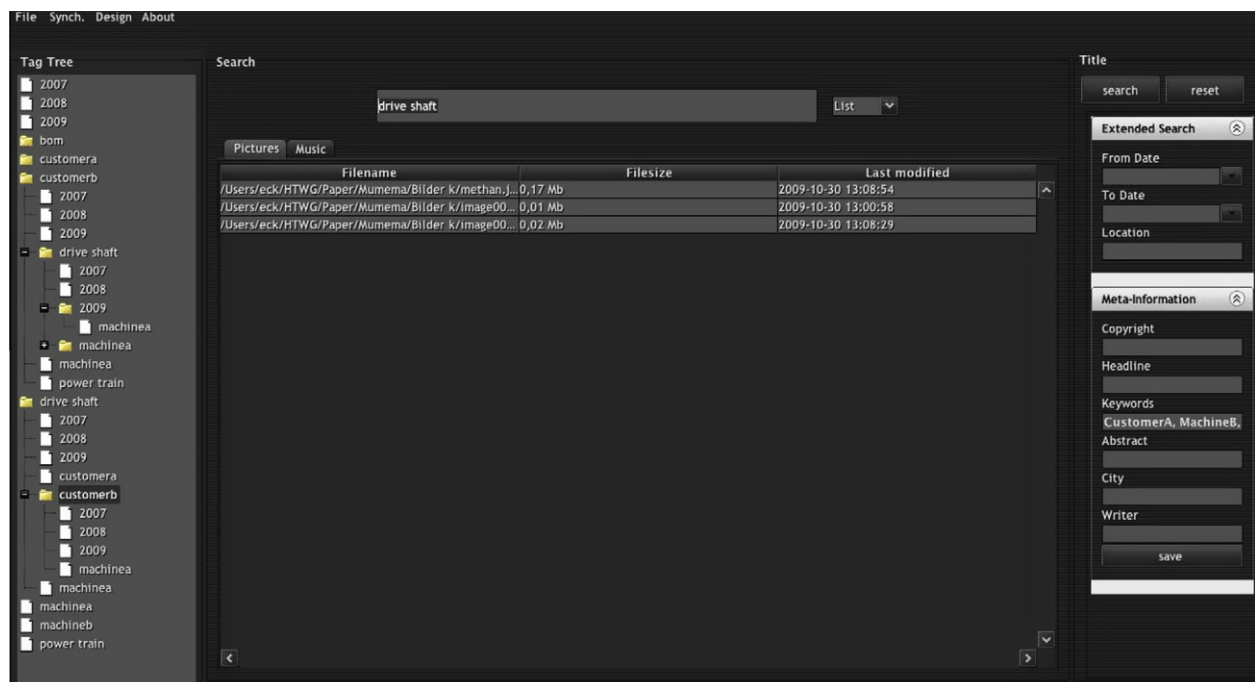 File Synch. Design About
Tag Tree
2007
2008
2009
bom
customera
customerb
2007
2008
2009
drive shaft
2007
2008
2009
machinea
machinea
machinea
power train
drive shaft
2007
2008
2009
customera
customerb
2007
2008
2009
machinea
machinea
machinea
machineb
power train
Search
drive shaft List
Pictures Music
Filename Filesize Last modified
/Users/eck/HTWG/Paper/Mumema/Bilder k/methan.j... 0,17 Mb 2009-10-30 13:08:54
/Users/eck/HTWG/Paper/Mumema/Bilder k/image00... 0,01 Mb 2009-10-30 13:00:58
/Users/eck/HTWG/Paper/Mumema/Bilder k/image00... 0,02 Mb 2009-10-30 13:08:29
Title
search reset
Extended Search
From Date
To Date
Location
Meta-Information
Copyright
Headline
Keywords
CustomerA, MachineB,
Abstract
City
Writer
save